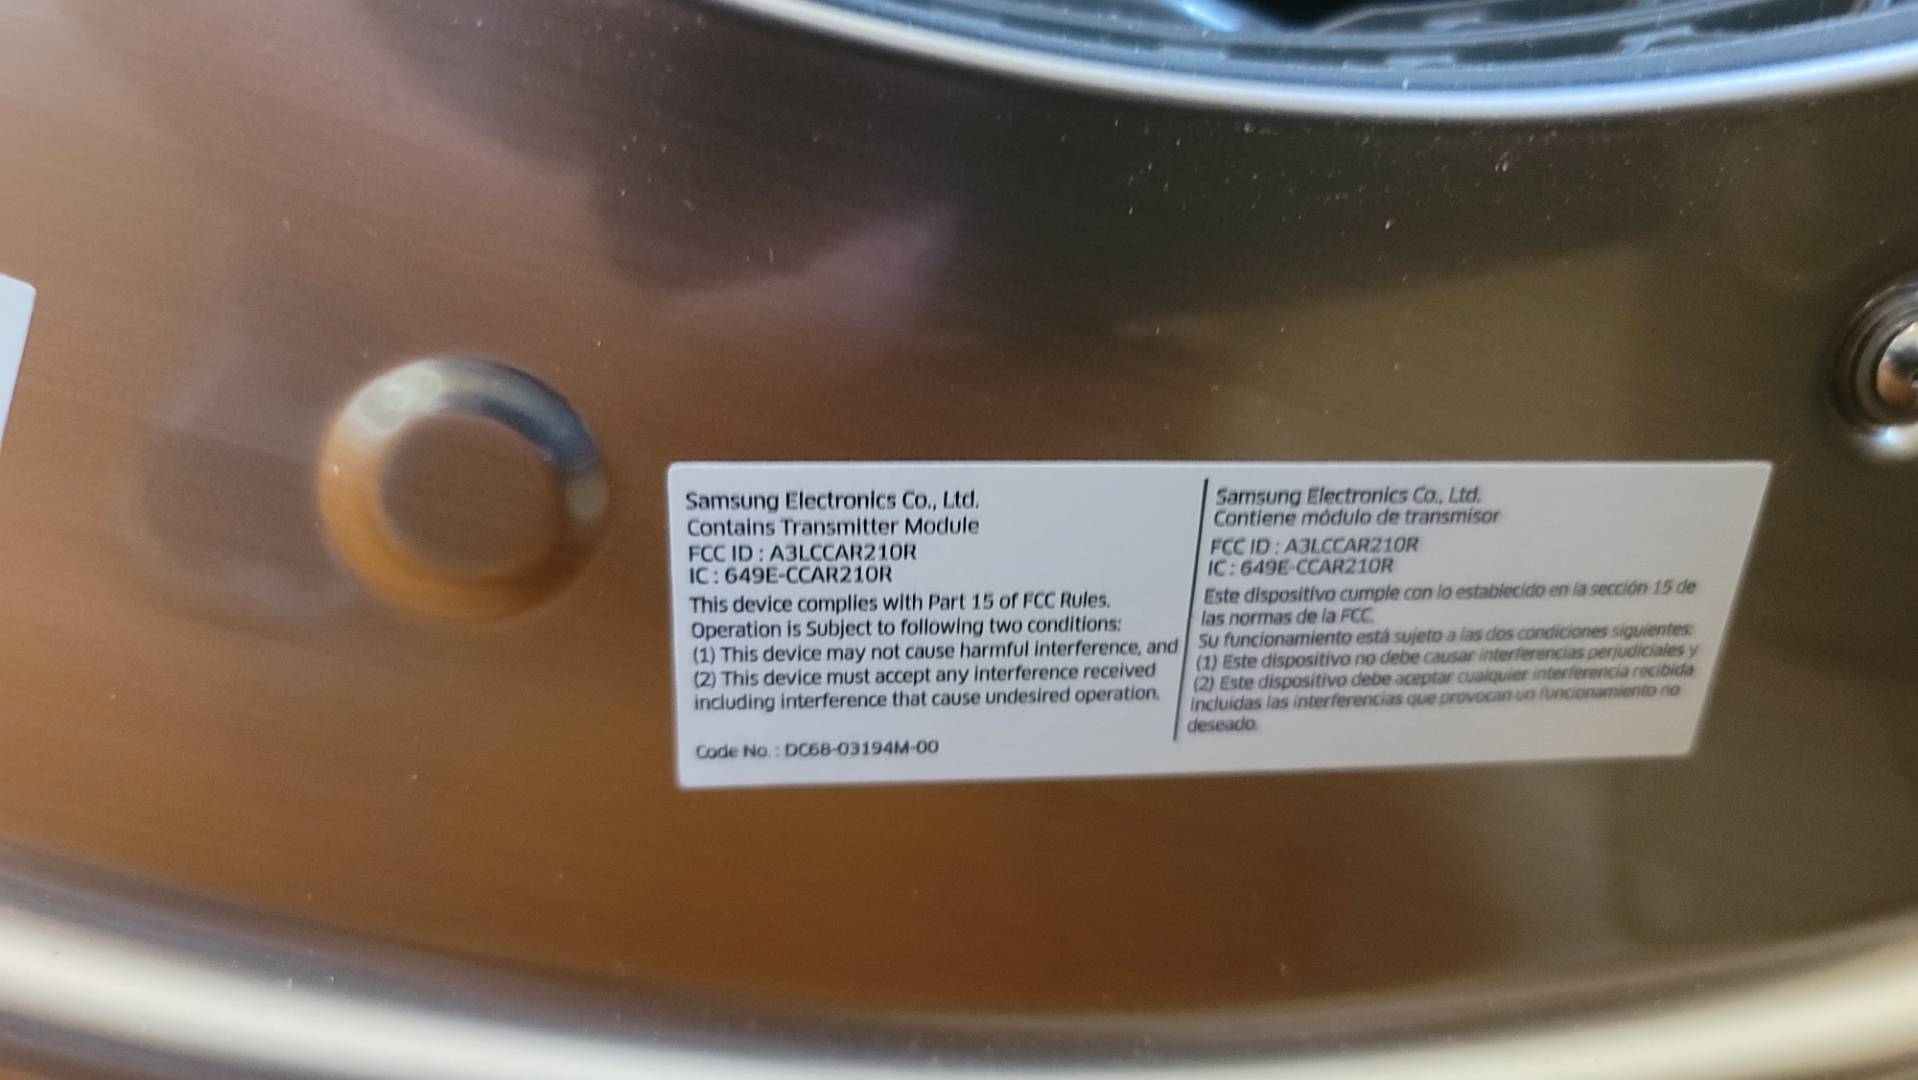 Samsung Electronics Co., Ltd.
Contains Transmitter Module
FCC ID : A3LCCAR210R
IC : 649E-CCAR210R
This device complies with Part 15 of FCC Rules.
Operation is Subject to following two conditions:
(1) This device may not cause harmful interference, and
(2) This device must accept any interference received
including interference that cause undesired operation.
Code No. : DC68-03194M-00
Samsung Electronics Co., Ltd.
Contiene módulo de transmisor
FCC ID : A3LCCAR210R
IC : 649E-CCAR210R
Este dispositivo cumple con lo establecido en la sección 15 de
las normas de la FCC.
Su funcionamiento está sujeto a las dos condiciones siguientes:
(1) Este dispositivo no debe causar interferencias perjudiciales y
(2) Este dispositivo debe aceptar cualquier interferencia recibida
incluidas las interferencias que provocan un funcionamiento no
deseado.